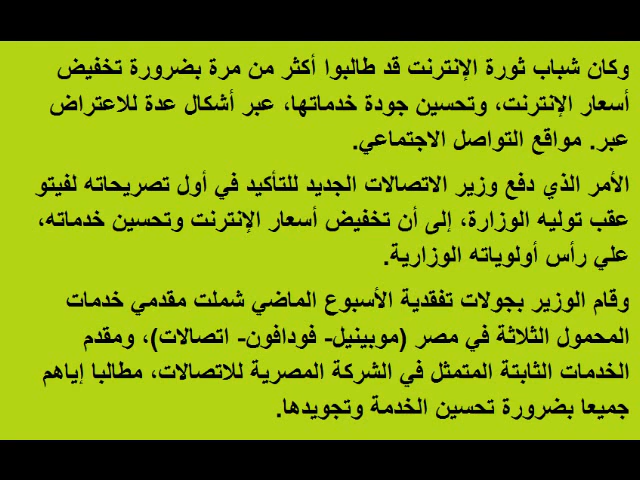 وكان شباب ثورة الإنترنت قد طالبوا أكثر من مرة بضرورة تخفيض
أسعار الإنترنت، وتحسين جودة خدماتها، عبر أشكال عدة للاعتراض
عبر. مواقع التواصل الاجتماعي.
الأمر الذي دفع وزير الاتصالات الجديد للتأكيد في أول تصريحاته لفيتو
عقب توليه الوزارة، إلى أن تخفيض أسعار الإنترنت وتحسين خدماته،
علي رأس أولوياته الوزارية.
وقام الوزير بجولات تفقدية الأسبوع الماضي شملت مقدمي خدمات
المحمول الثلاثة في مصر (موبينيل- فودافون- اتصالات)، ومقدم
الخدمات الثابتة المتمثل في الشركة المصرية للاتصالات، مطالبا إياهم
جميعا بضرورة تحسين الخدمة وتجويدها.